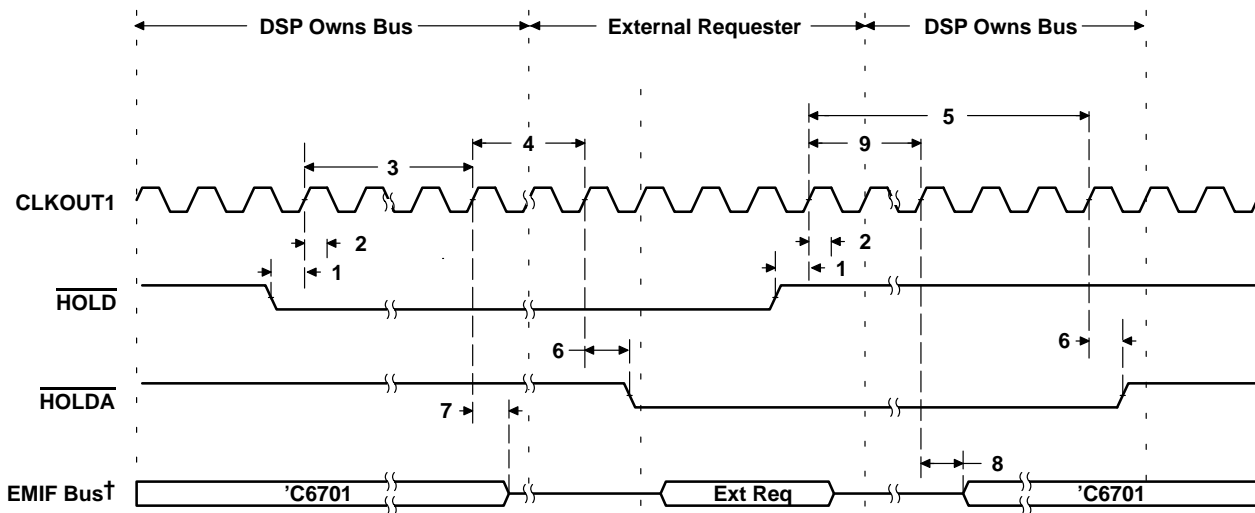 DSP Owns Bus External Requester DSP Owns Bus
5
4 9
3
CLKOUT1
2 2
1 1
HOLD
6 6
HOLDA
7
8
EMIF Bus† 'C6701 Ext Req 'C6701